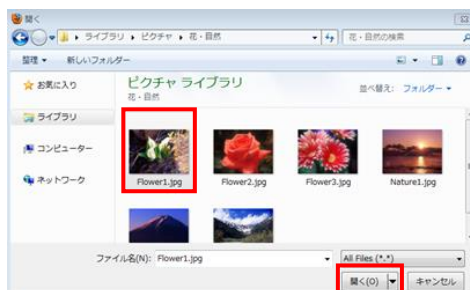 開く
ライブラリ ▸ ピクチャ ▸ 花・自然
花・自然の検索
整理 ▼ 新しいフォルダー
お気に入り
ピクチャ ライブラリ
花・自然
並べ替え: フォルダー ▼
ライブラリ
コンピューター
ネットワーク
Flower1.jpg
Flower2.jpg
Flower3.jpg
Nature1.jpg
ファイル名(N): Flower1.jpg
All Files (*.*)
開く(O)
キャンセル